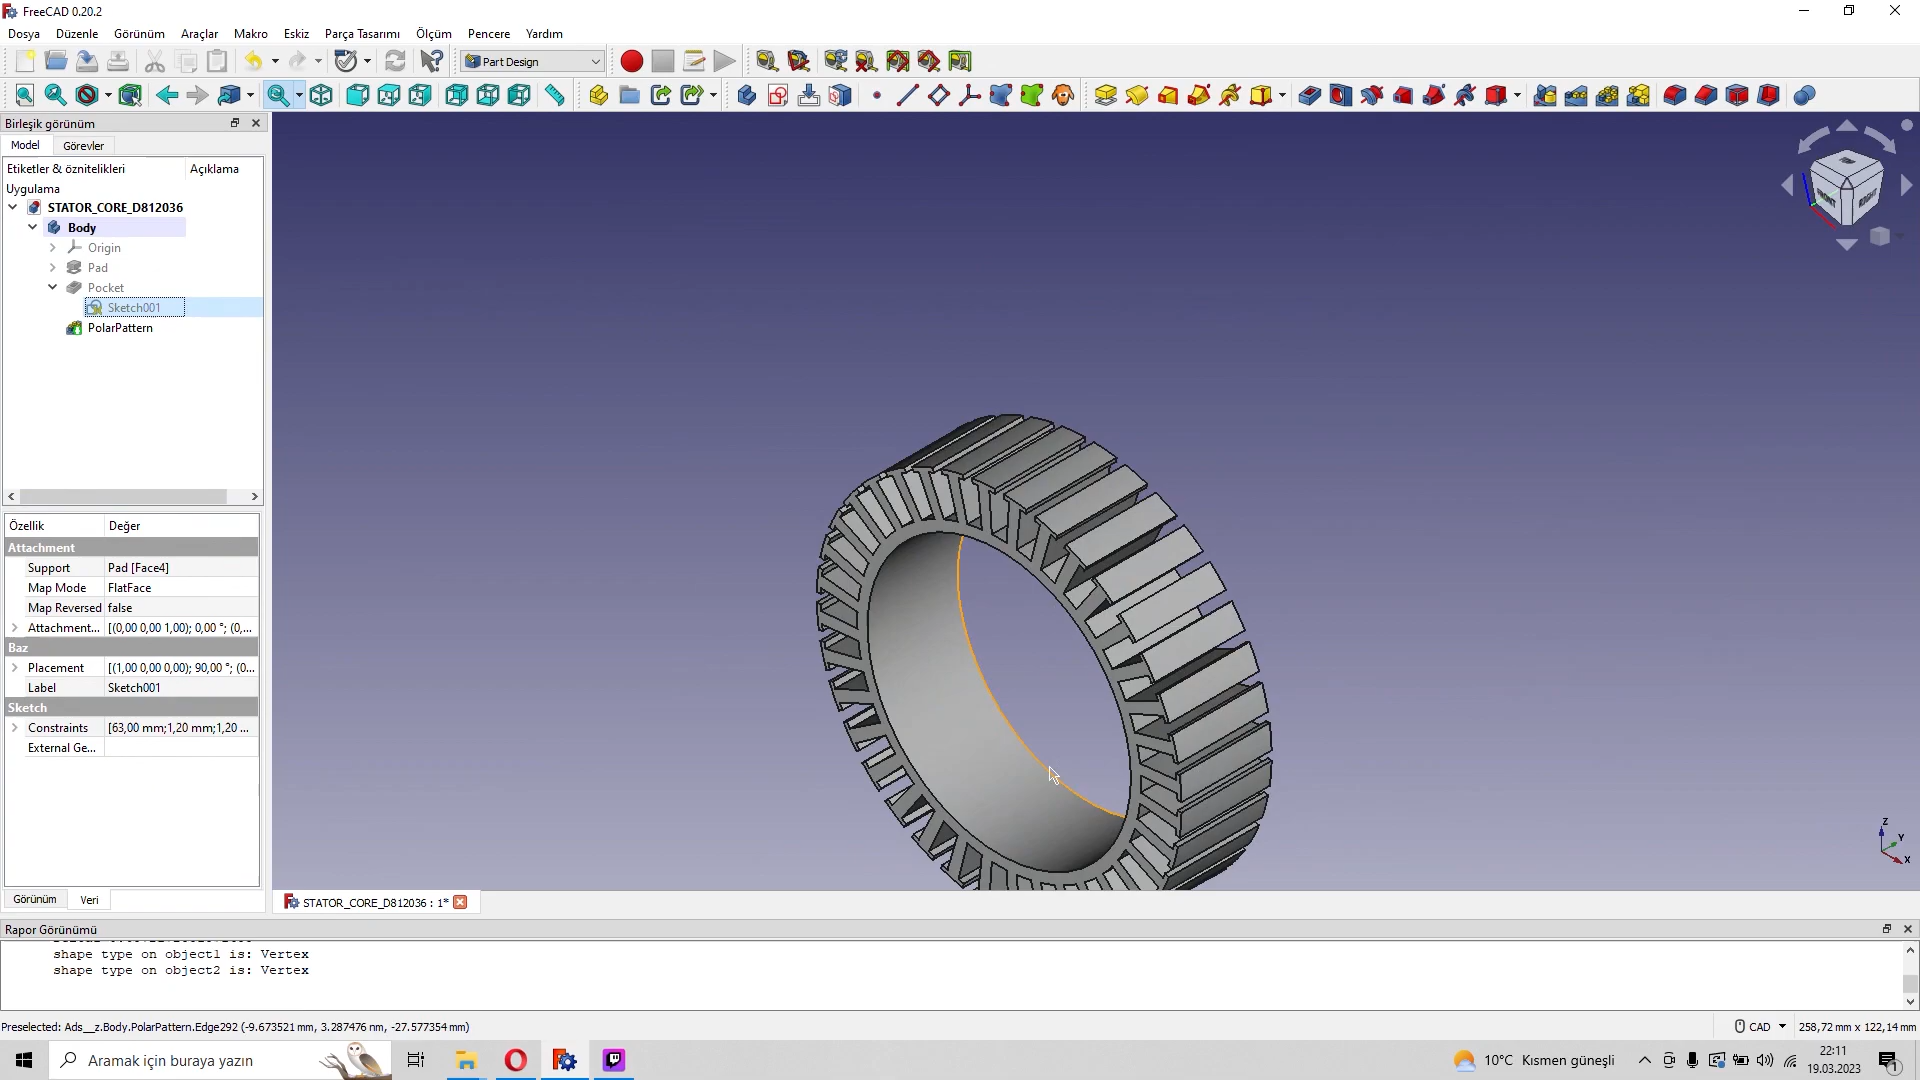 FreeCAD 0.20.2
Dosya Düzenle Görünüm Araçlar Makro Eskiz Parça Tasarımı Ölçüm Pencere Yardım
Part Design
Birleşik görünüm
Model Görevler
Etiketler & öznitelikleri Açıklama
Uygulama
STATOR_CORE_D812036
Body
Origin
Pad
Pocket
Sketch001
PolarPattern
Özellik Değer
Attachment
Support Pad [Face4]
Map Mode FlatFace
Map Reversed false
Attachment... [(0,00 0,00 1,00); 0,00 °; (0,...
Baz
Placement [(1,00 0,00 0,00); 90,00 °; (0...
Label Sketch001
Sketch
Constraints [63,00 mm;1,20 mm;1,20 ...
External Ge...
Görünüm Veri
FRONT
RIGHT
Z
Y
X
STATOR_CORE_D812036 : 1*
Rapor Görünümü
shape type on object1 is: Vertex
shape type on object2 is: Vertex
Preselected: Ads__z.Body.PolarPattern.Edge292 (-9.673521 mm, 3.287476 nm, -27.577354 mm)
CAD 258,72 mm x 122,14 mm
Aramak için buraya yazın
10°C Kısmen güneşli
22:11
19.03.2023
1